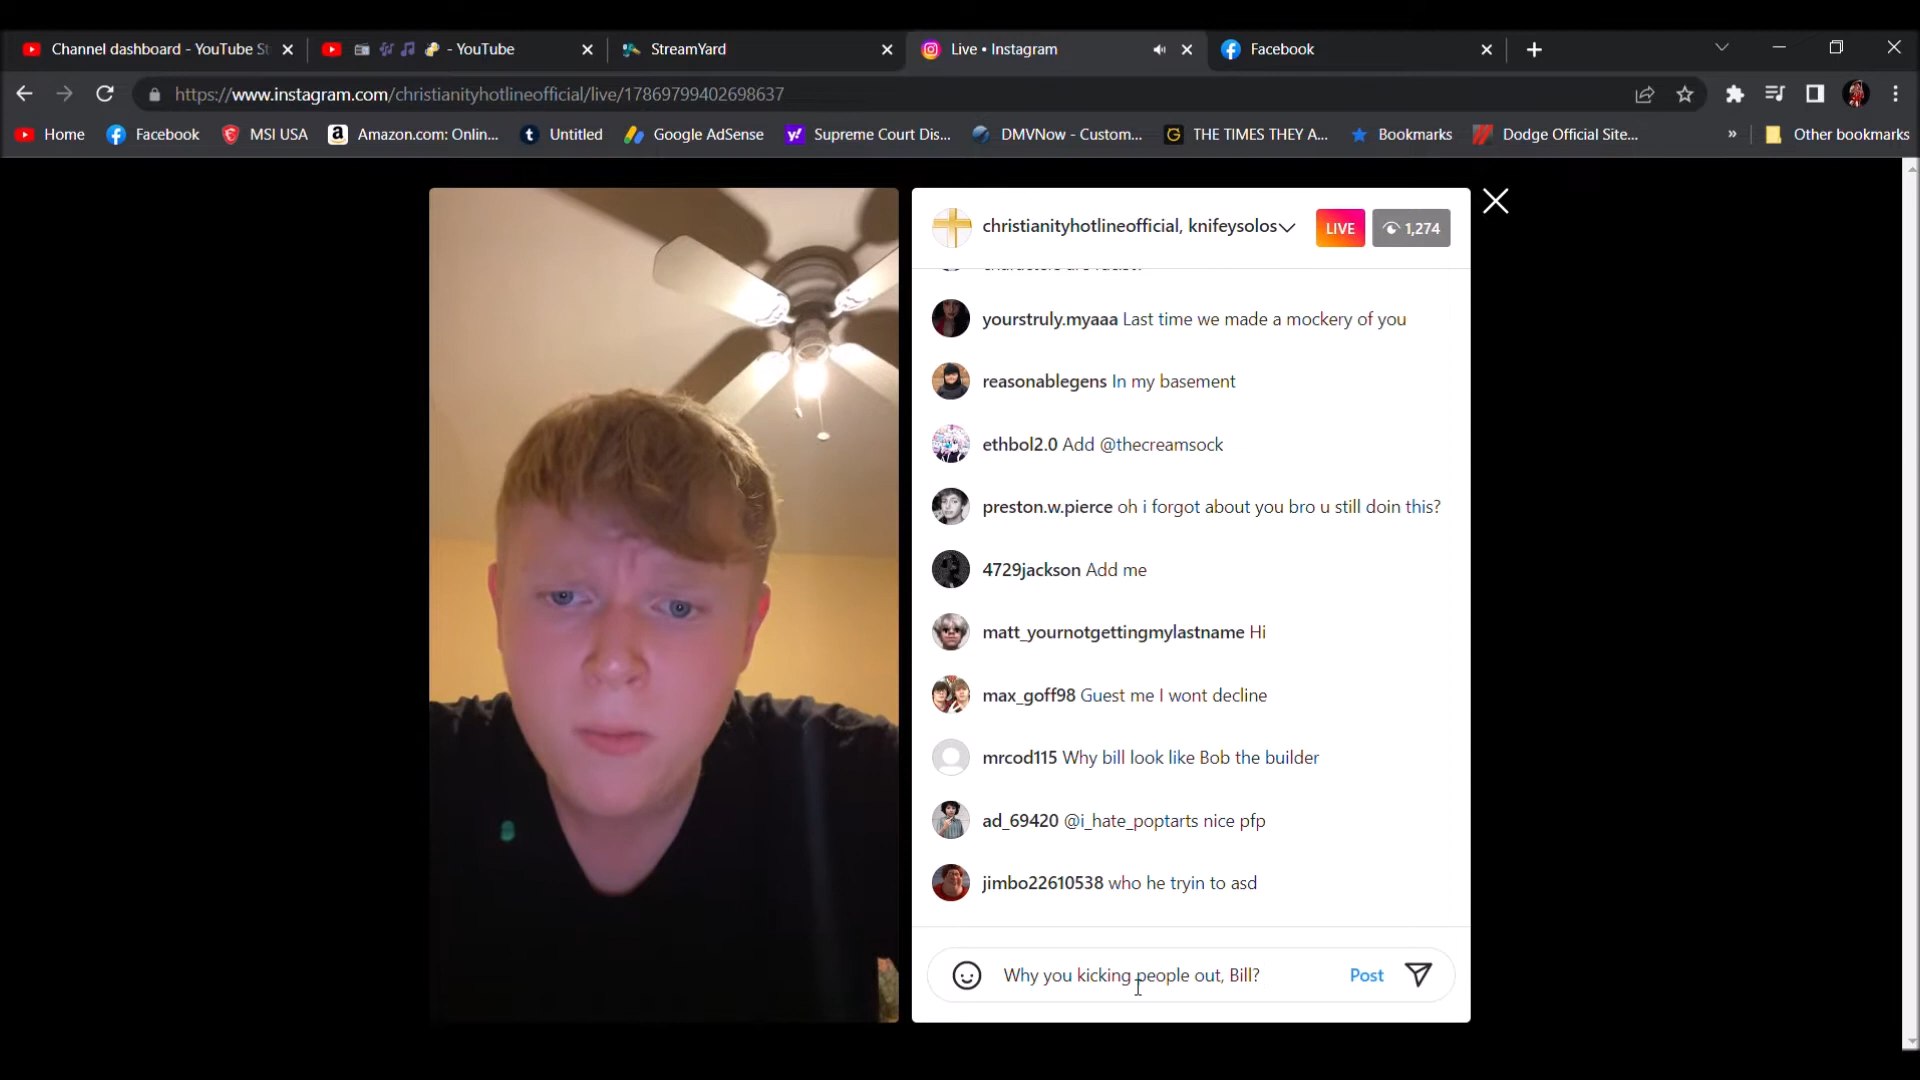 Channel dashboard - YouTube St
- YouTube
StreamYard
Live • Instagram
Facebook
https://www.instagram.com/christianityhotlineofficial/live/17869799402698637
Home
Facebook
MSI USA
Amazon.com: Onlin...
Untitled
Google AdSense
Supreme Court Dis...
DMVNow - Custom...
THE TIMES THEY A...
Bookmarks
Dodge Official Site...
»
Other bookmarks
christianityhotlineofficial, knifeysolos
LIVE
1,274
yourstruly.myaaa Last time we made a mockery of you
reasonablegens In my basement
ethbol2.0 Add @thecreamsock
preston.w.pierce oh i forgot about you bro u still doin this?
4729jackson Add me
matt_yournotgettingmylastname Hi
max_goff98 Guest me I wont decline
mrcod115 Why bill look like Bob the builder
ad_69420 @i_hate_poptarts nice pfp
jimbo22610538 who he tryin to asd
Why you kicking people out, Bill?
Post